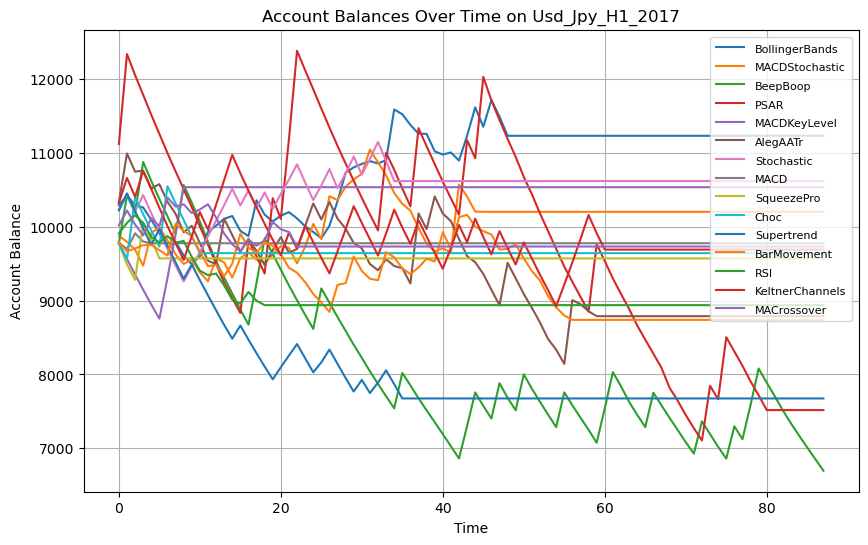 Account Balances Over Time on Usd_Jpy_H1_2017
12000
11000
10000
9000
8000
7000
Account Balance
0
20
40
60
80
Time
BollingerBands
MACDStochastic
BeepBoop
PSAR
MACDKeyLevel
AlegAATr
Stochastic
MACD
SqueezePro
Choc
Supertrend
BarMovement
RSI
KeltnerChannels
MACrossover